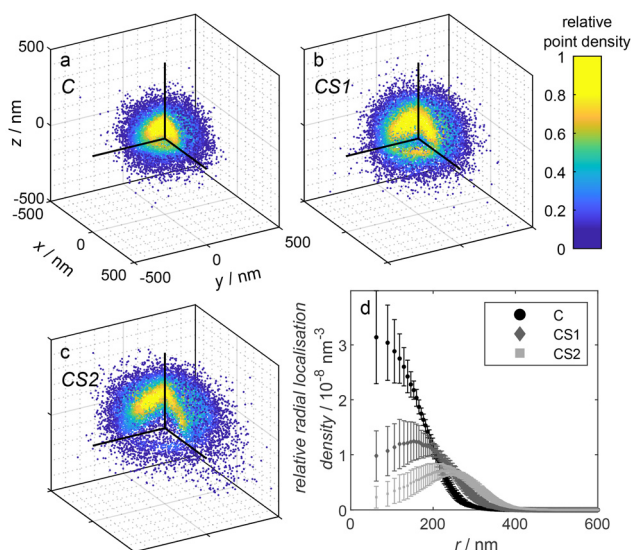 relative
point density
a
C
500
0
-500
z / nm
-500
0
500
x / nm
-500
0
500
y / nm
b
CS1
500
1
0.8
0.6
0.4
0.2
0
c
CS2
d
C
CS1
CS2
relative radial localisation
density / 10⁻⁸ nm⁻³
3
2
1
0
0
200
400
600
r / nm